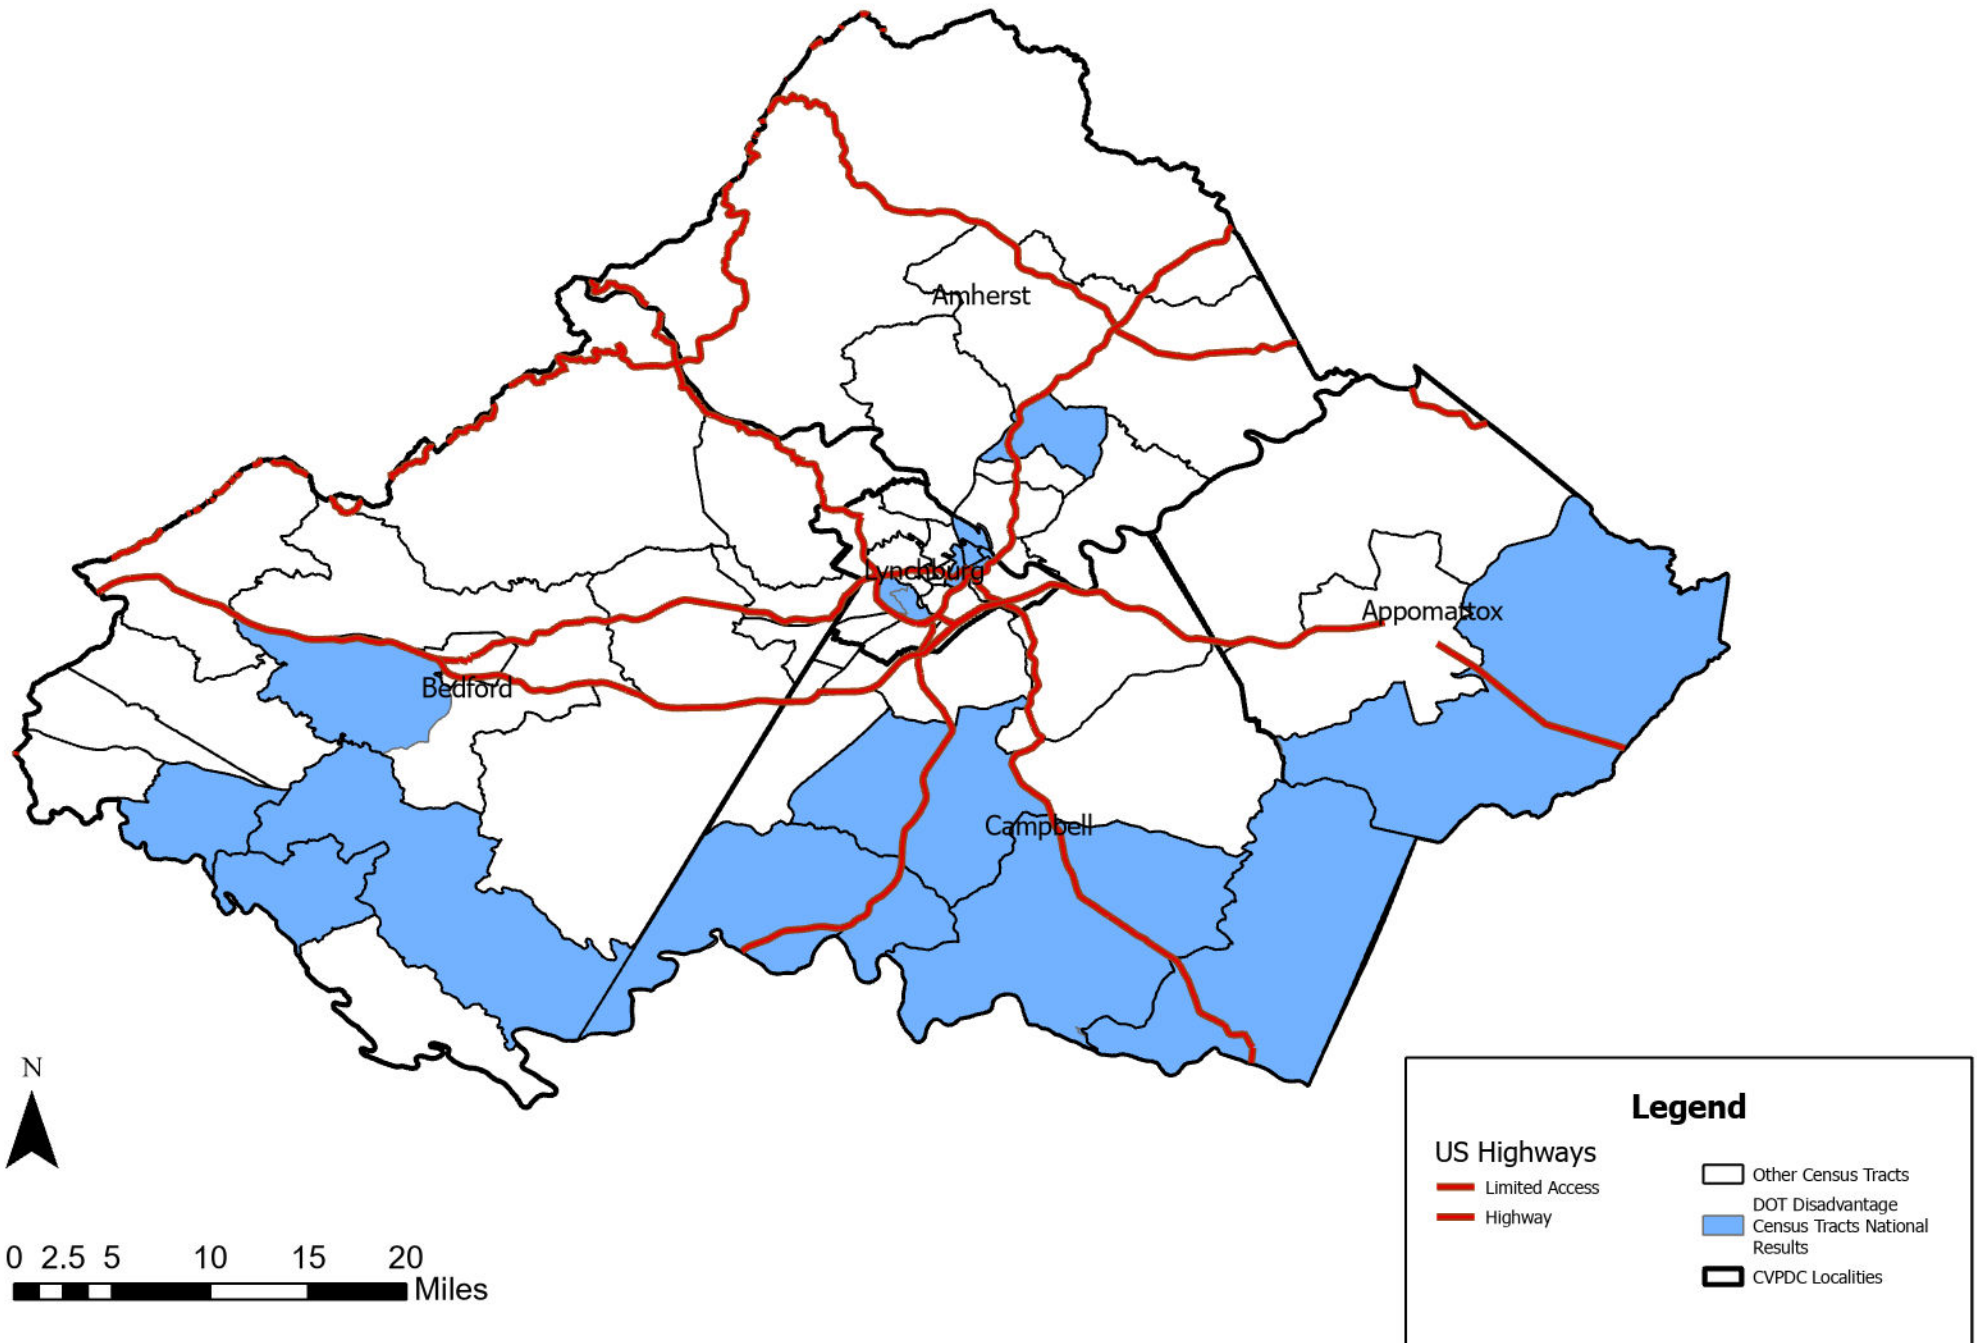 Amherst
Lynchburg
Appomattox
Bedford
Campbell
N
0 2.5 5 10 15 20
Miles
Legend
US Highways
Limited Access
Highway
Other Census Tracts
DOT Disadvantage
Census Tracts National
Results
CVPDC Localities